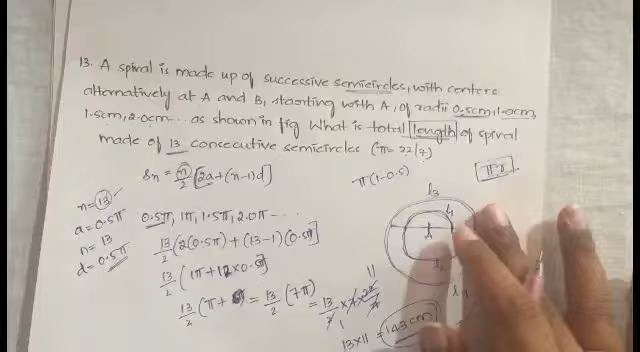 13. A spiral is made up of successive semicircles, with centers
alternatively at A and B, starting with A, of radii 0.5cm, 1.0cm,
1.5cm, 2.0cm... as shown in fig What is total length of spiral
made of 13 consecutive semicircles (π = 22/7)
Sn = n/2 [2a + (n-1)d]
π(1-0.5)
π r
n = 13
a = 0.5π
n = 13
d = 0.5π
0.5π, 1π, 1.5π, 2.0π - - -
13/2 (2(0.5π) + (13-1)(0.5π]
13/2 (1π + 12 × 0.5π]
13/2 (π + = 13/2 (7π) = 13/2 × 7 × 22/7
11
1
13 × 11 = 143 cm
l3
l1
A